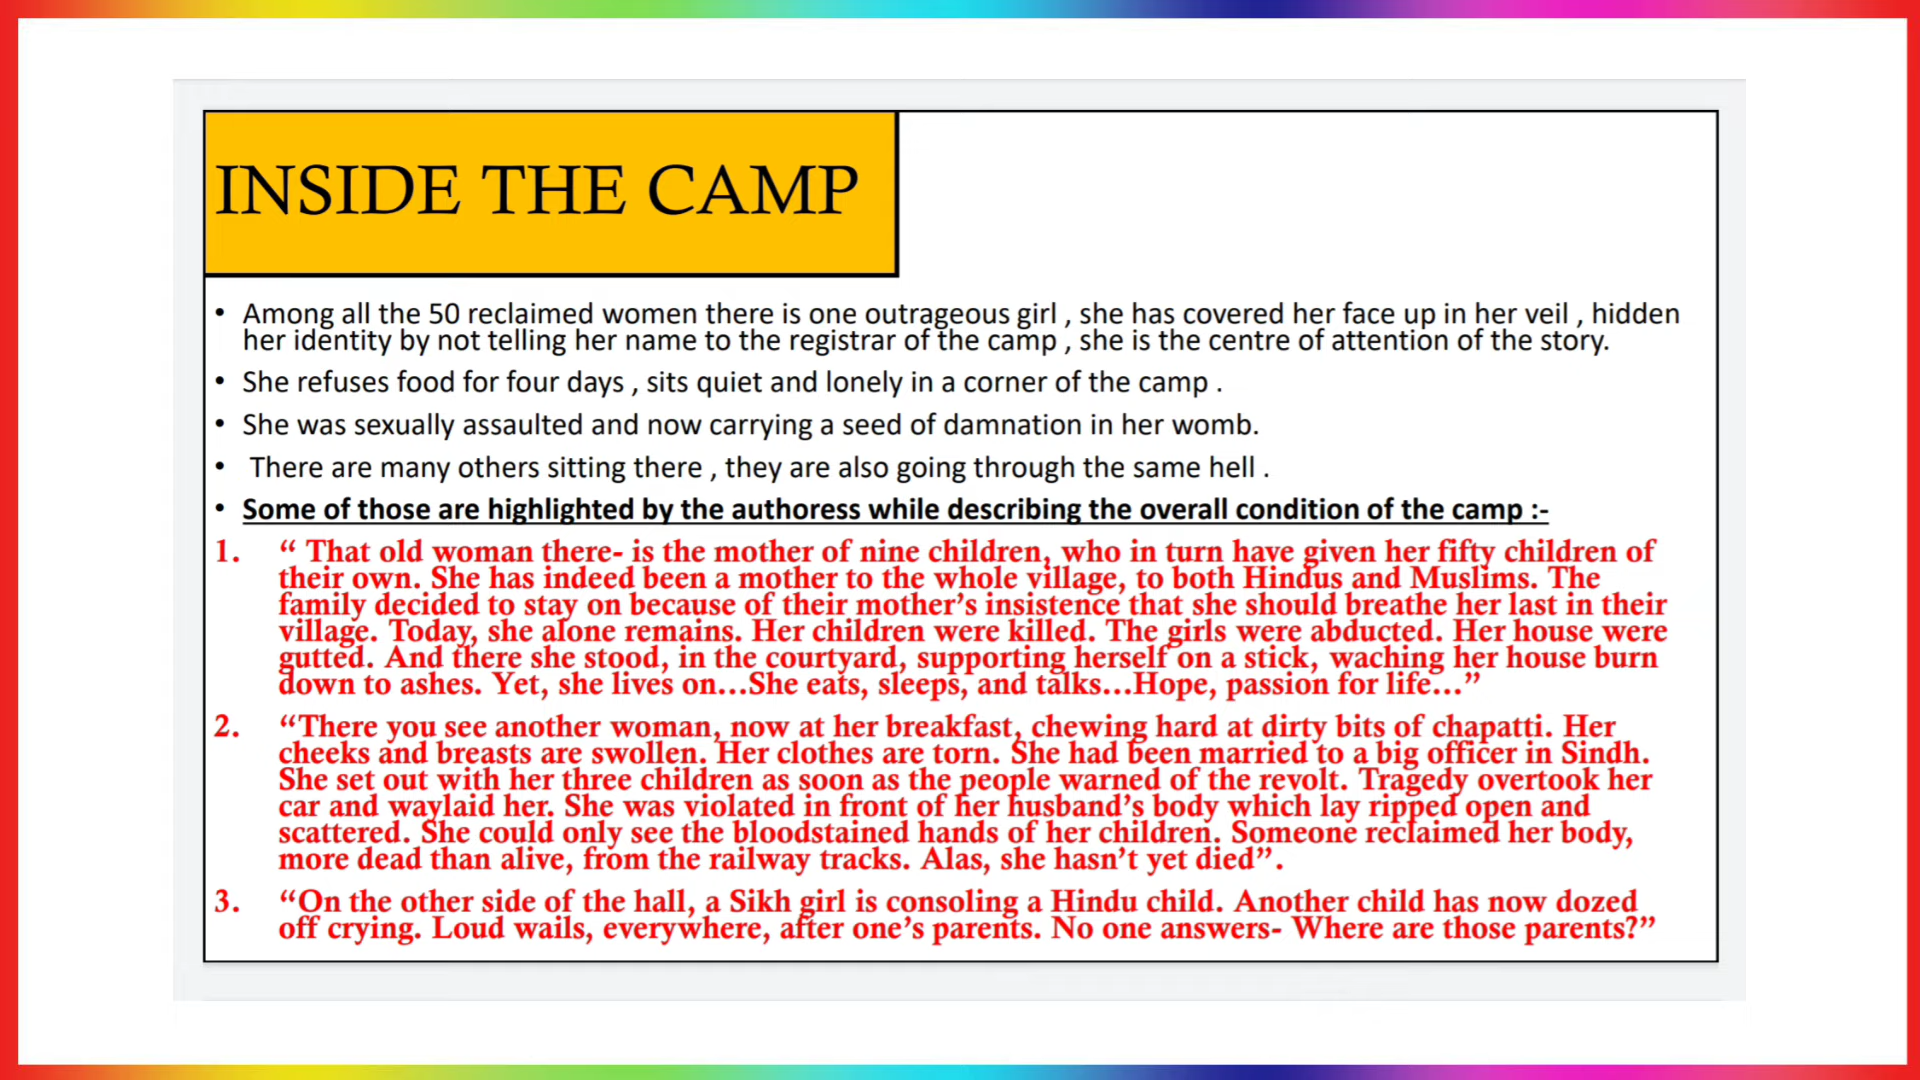 INSIDE THE CAMP
• Among all the 50 reclaimed women there is one outrageous girl , she has covered her face up in her veil , hidden
her identity by not telling her name to the registrar of the camp , she is the centre of attention of the story.
• She refuses food for four days , sits quiet and lonely in a corner of the camp .
• She was sexually assaulted and now carrying a seed of damnation in her womb.
• There are many others sitting there , they are also going through the same hell .
• Some of those are highlighted by the authoress while describing the overall condition of the camp :-
1. “ That old woman there- is the mother of nine children, who in turn have given her fifty children of
their own. She has indeed been a mother to the whole village, to both Hindus and Muslims. The
family decided to stay on because of their mother’s insistence that she should breathe her last in their
village. Today, she alone remains. Her children were killed. The girls were abducted. Her house were
gutted. And there she stood, in the courtyard, supporting herself on a stick, waching her house burn
down to ashes. Yet, she lives on...She eats, sleeps, and talks...Hope, passion for life...”
2. “There you see another woman, now at her breakfast, chewing hard at dirty bits of chapatti. Her
cheeks and breasts are swollen. Her clothes are torn. She had been married to a big officer in Sindh.
She set out with her three children as soon as the people warned of the revolt. Tragedy overtook her
car and waylaid her. She was violated in front of her husband’s body which lay ripped open and
scattered. She could only see the bloodstained hands of her children. Someone reclaimed her body,
more dead than alive, from the railway tracks. Alas, she hasn’t yet died”.
3. “On the other side of the hall, a Sikh girl is consoling a Hindu child. Another child has now dozed
off crying. Loud wails, everywhere, after one’s parents. No one answers- Where are those parents?”